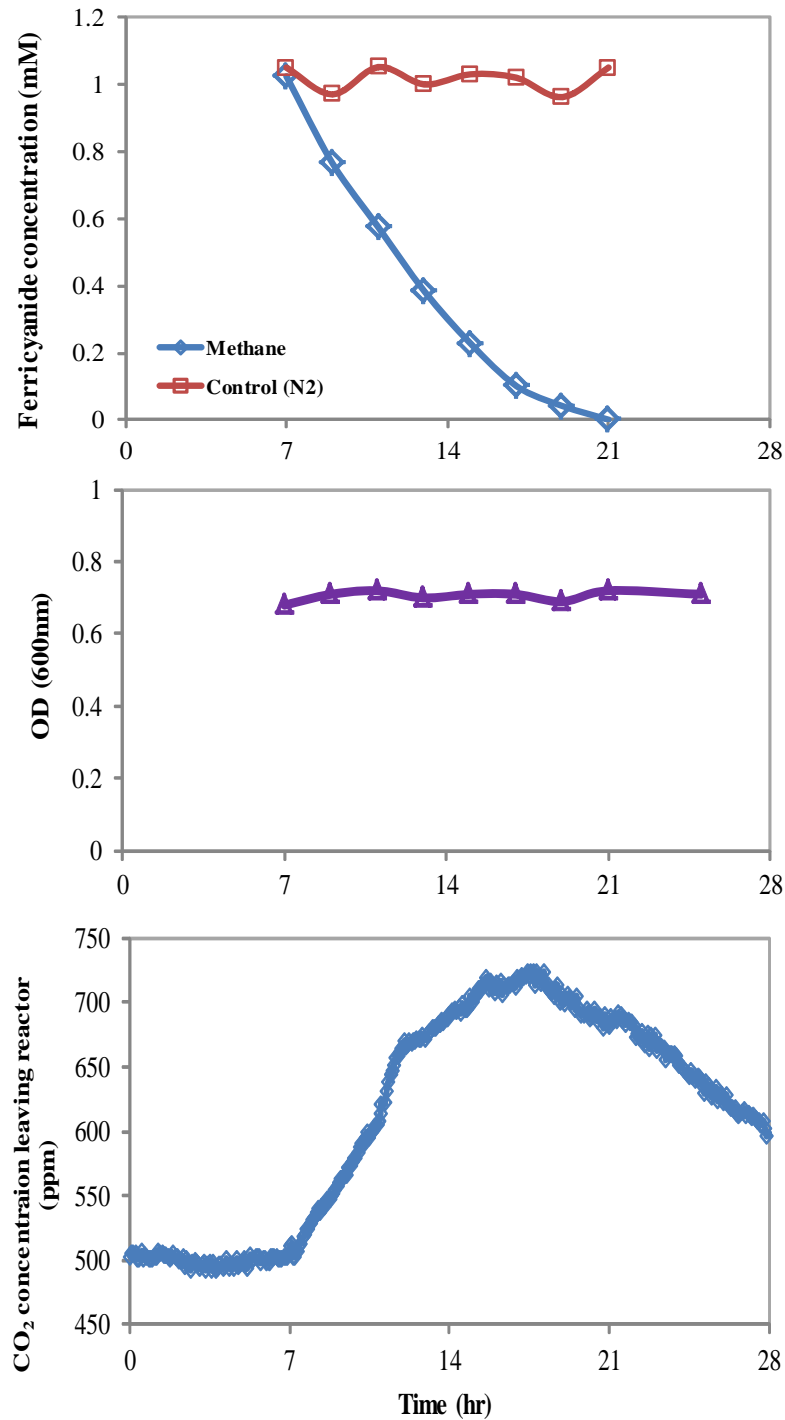 1.2
1
0.8
0.6
0.4
0.2
0
Ferricyanide concentration (mM)
Methane
Control (N2)
0 7 14 21 28
1
0.8
0.6
0.4
0.2
0
OD (600nm)
0 7 14 21 28
750
700
650
600
550
500
450
CO₂ concentraion leaving reactor
(ppm)
0 7 14 21 28
Time (hr)